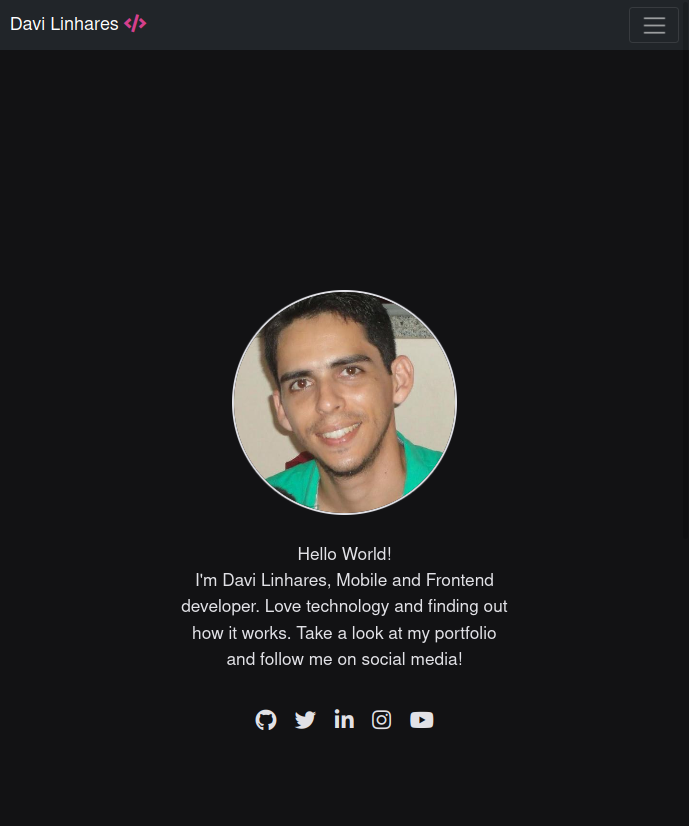 Davi Linhares </>
Hello World!
I'm Davi Linhares, Mobile and Frontend
developer. Love technology and finding out
how it works. Take a look at my portfolio
and follow me on social media!